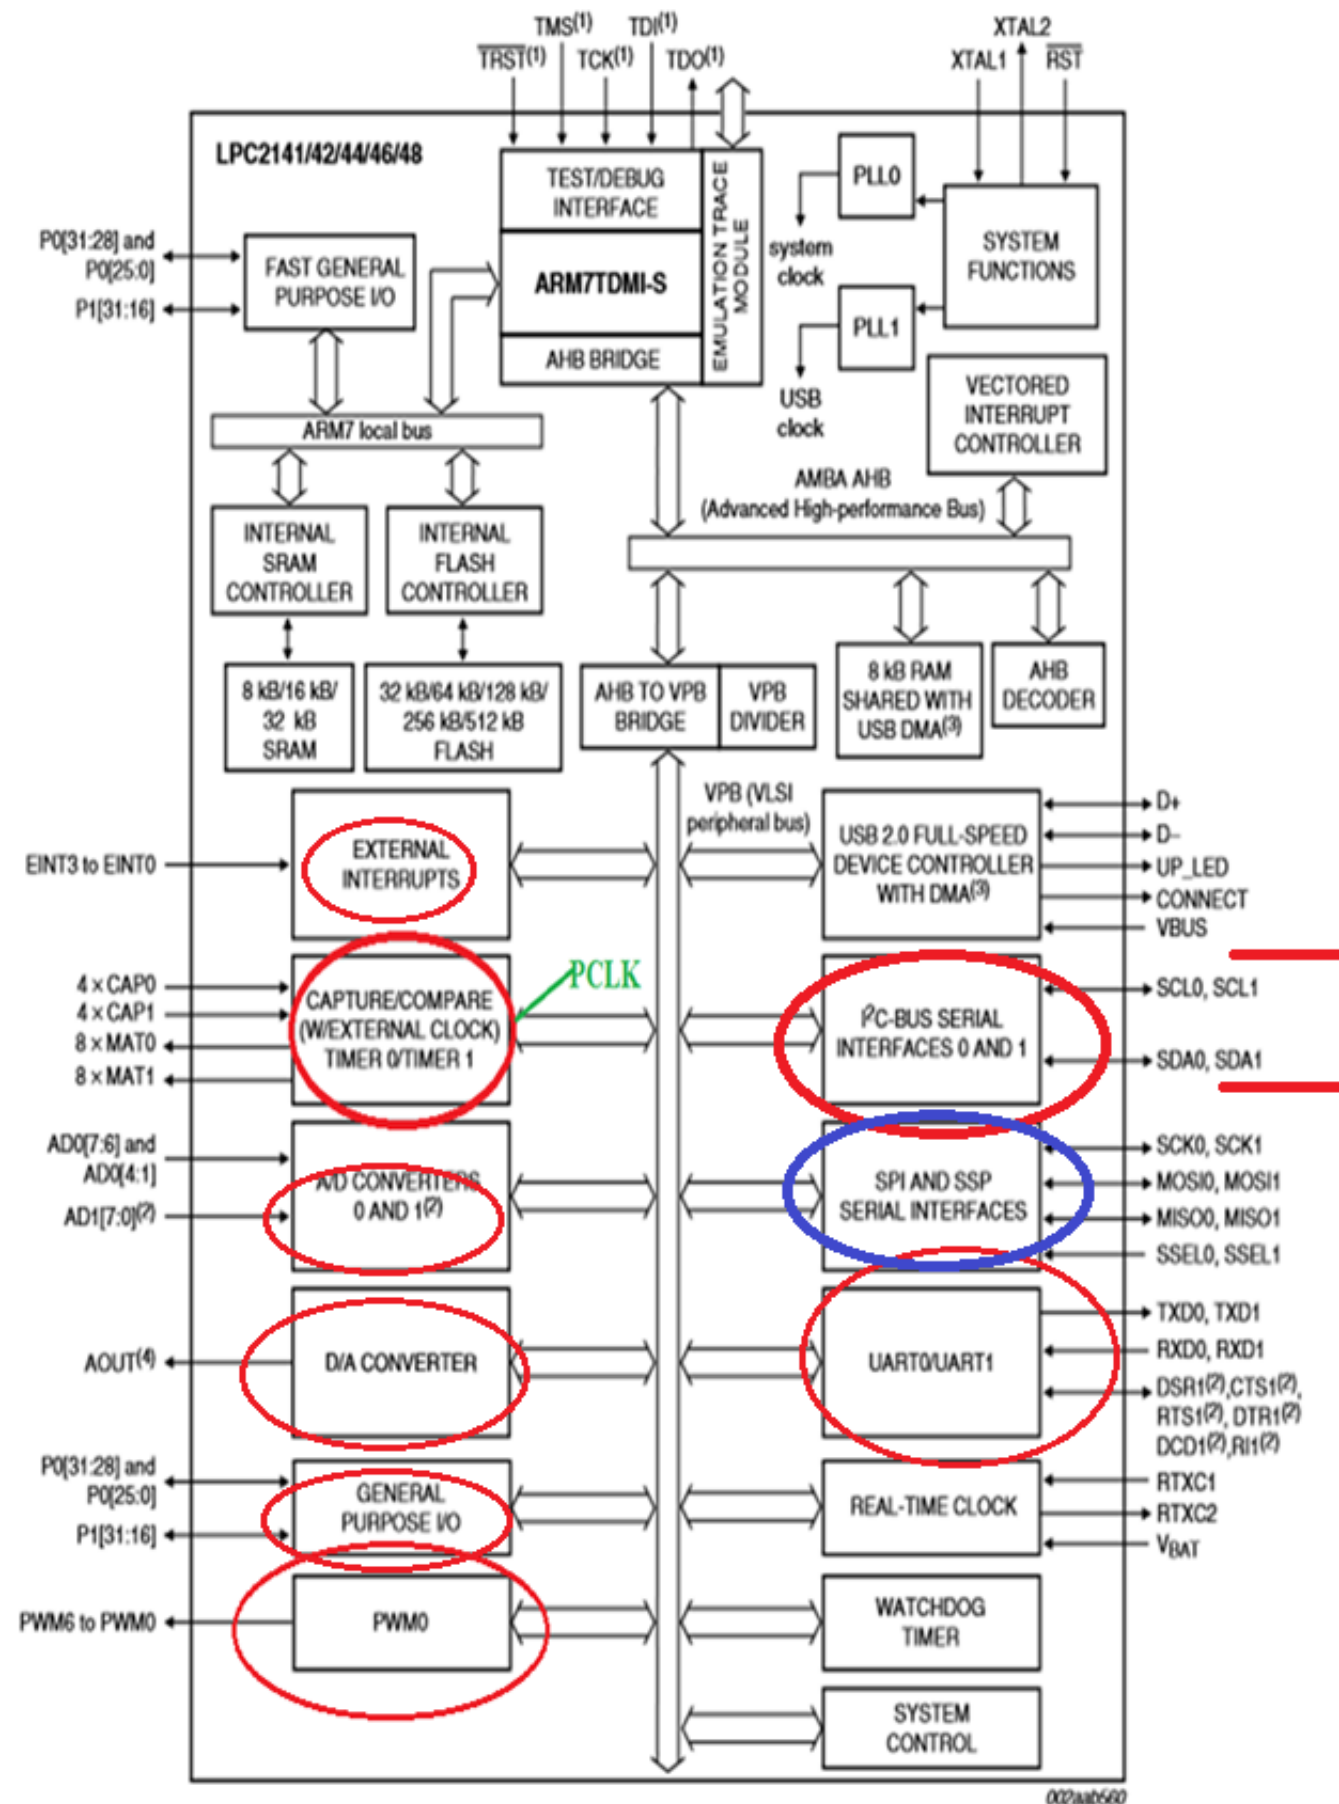 TMS(1)
TDI(1)
XTAL2
TRST(1)
TCK(1)
TDO(1)
XTAL1
RST
LPC2141/42/44/46/48
TEST/DEBUG
INTERFACE
ARM7TDMI-S
AHB BRIDGE
EMULATION TRACE
MODULE
PLL0
system
clock
PLL1
USB
clock
SYSTEM
FUNCTIONS
P0[31:28] and
P0[25:0]
P1[31:16]
FAST GENERAL
PURPOSE I/O
ARM7 local bus
VECTORED
INTERRUPT
CONTROLLER
AMBA AHB
(Advanced High-performance Bus)
INTERNAL
SRAM
CONTROLLER
INTERNAL
FLASH
CONTROLLER
8 kB/16 kB/
32 kB
SRAM
32 kB/64 kB/128 kB/
256 kB/512 kB
FLASH
AHB TO VPB
BRIDGE
VPB
DIVIDER
8 kB RAM
SHARED WITH
USB DMA(3)
AHB
DECODER
VPB (VLSI
peripheral bus)
EINT3 to EINT0
EXTERNAL
INTERRUPTS
USB 2.0 FULL-SPEED
DEVICE CONTROLLER
WITH DMA(3)
D+
D−
UP_LED
CONNECT
VBUS
4 × CAP0
4 × CAP1
8 × MAT0
8 × MAT1
CAPTURE/COMPARE
(W/EXTERNAL CLOCK)
TIMER 0/TIMER 1
PCLK
I2C-BUS SERIAL
INTERFACES 0 AND 1
SCL0, SCL1
SDA0, SDA1
AD0[7:6] and
AD0[4:1]
AD1[7:0](2)
A/D CONVERTERS
0 AND 1(2)
SPI AND SSP
SERIAL INTERFACES
SCK0, SCK1
MOSI0, MOSI1
MISO0, MISO1
SSEL0, SSEL1
AOUT(4)
D/A CONVERTER
UART0/UART1
TXD0, TXD1
RXD0, RXD1
DSR1(2),CTS1(2),
RTS1(2), DTR1(2)
DCD1(2),RI1(2)
P0[31:28] and
P0[25:0]
P1[31:16]
GENERAL
PURPOSE I/O
REAL-TIME CLOCK
RTXC1
RTXC2
VBAT
PWM6 to PWM0
PWM0
WATCHDOG
TIMER
SYSTEM
CONTROL
002aab560